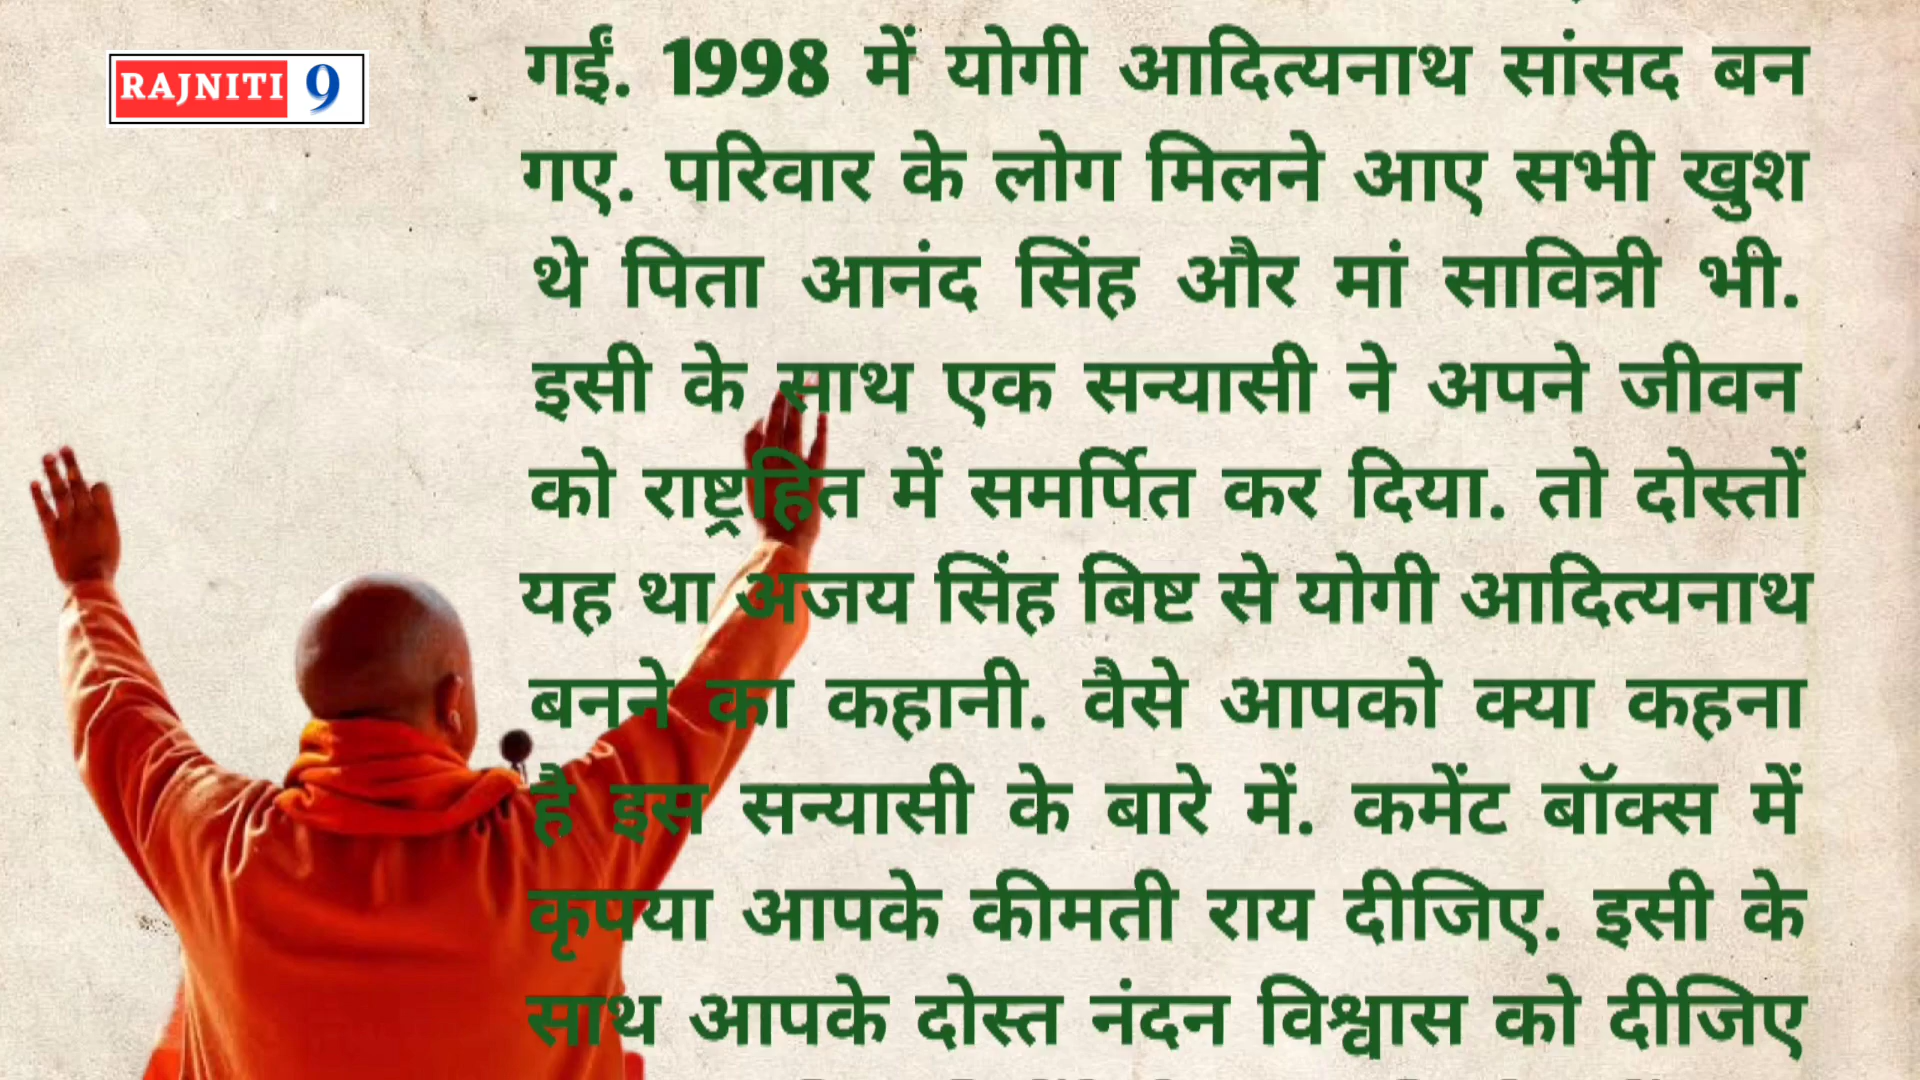 RAJNITI 9
गईं. 1998 में योगी आदित्यनाथ सांसद बन
गए. परिवार के लोग मिलने आए सभी खुश
थे पिता आनंद सिंह और मां सावित्री भी.
इसी के साथ एक सन्यासी ने अपने जीवन
को राष्ट्रहित में समर्पित कर दिया. तो दोस्तों
यह था अजय सिंह बिष्ट से योगी आदित्यनाथ
बनने का कहानी. वैसे आपको क्या कहना
है इस सन्यासी के बारे में. कमेंट बॉक्स में
कृपया आपके कीमती राय दीजिए. इसी के
साथ आपके दोस्त नंदन विश्वास को दीजिए